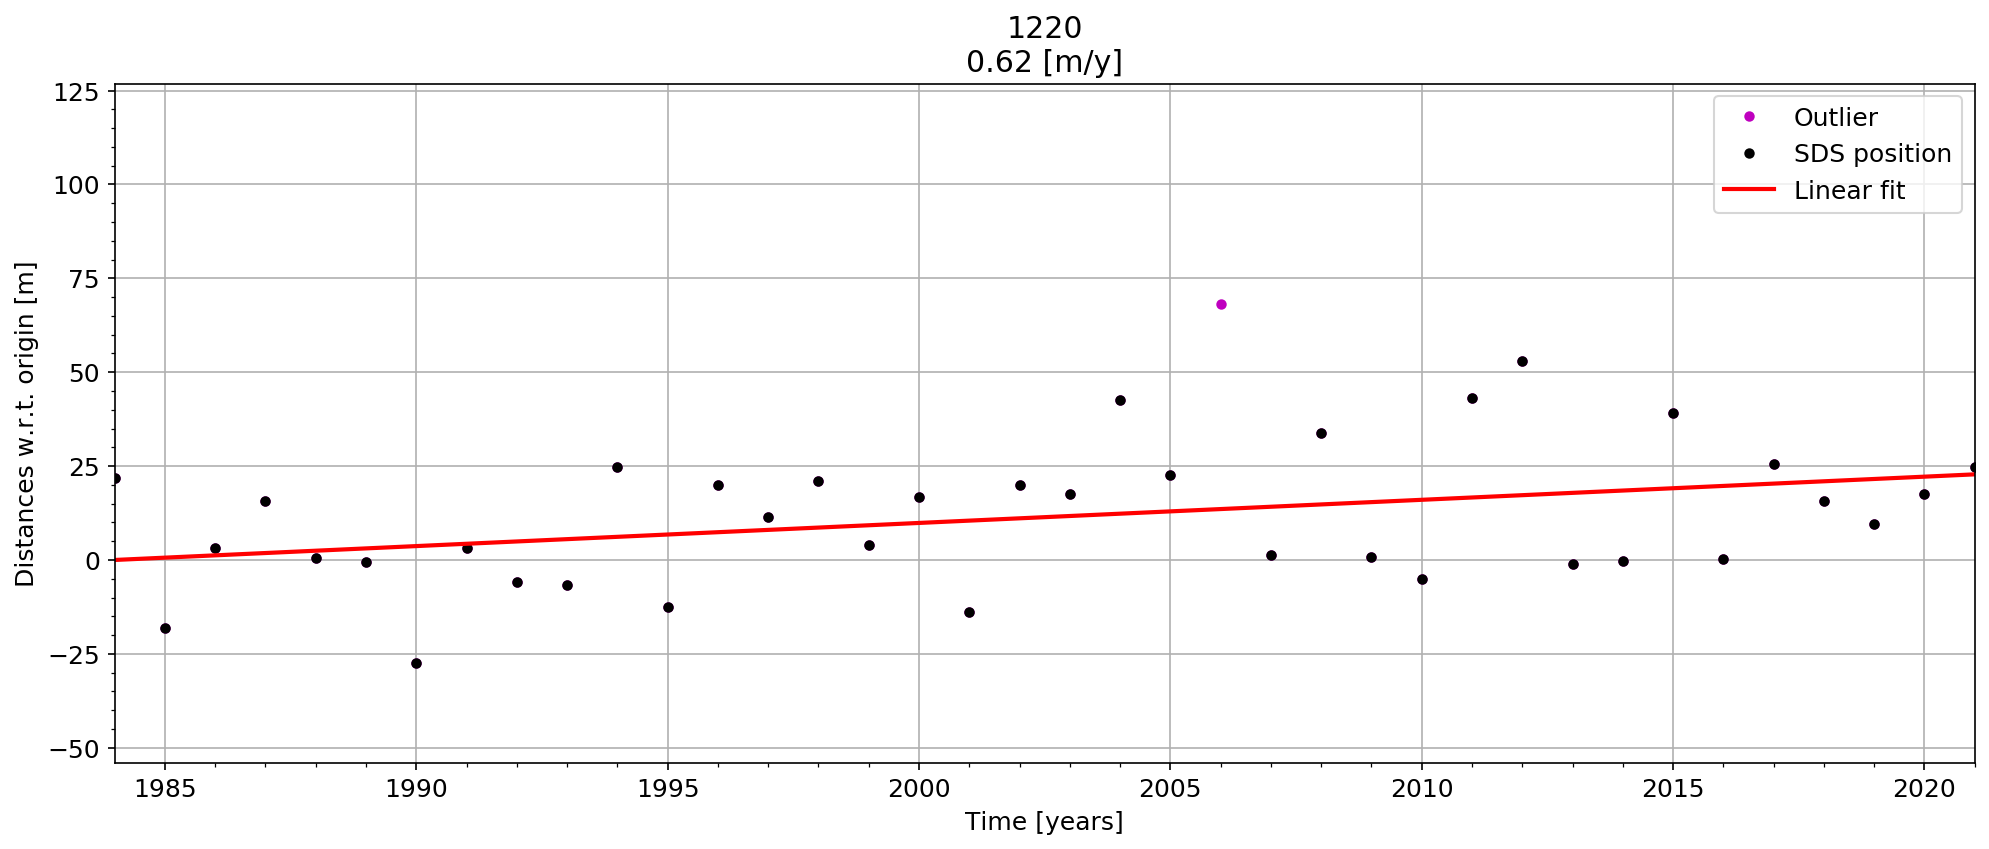 1220
0.62 [m/y]
Distances w.r.t. origin [m]
125
100
75
50
25
0
−25
−50
Outlier
SDS position
Linear fit
1985 1990 1995 2000 2005 2010 2015 2020
Time [years]